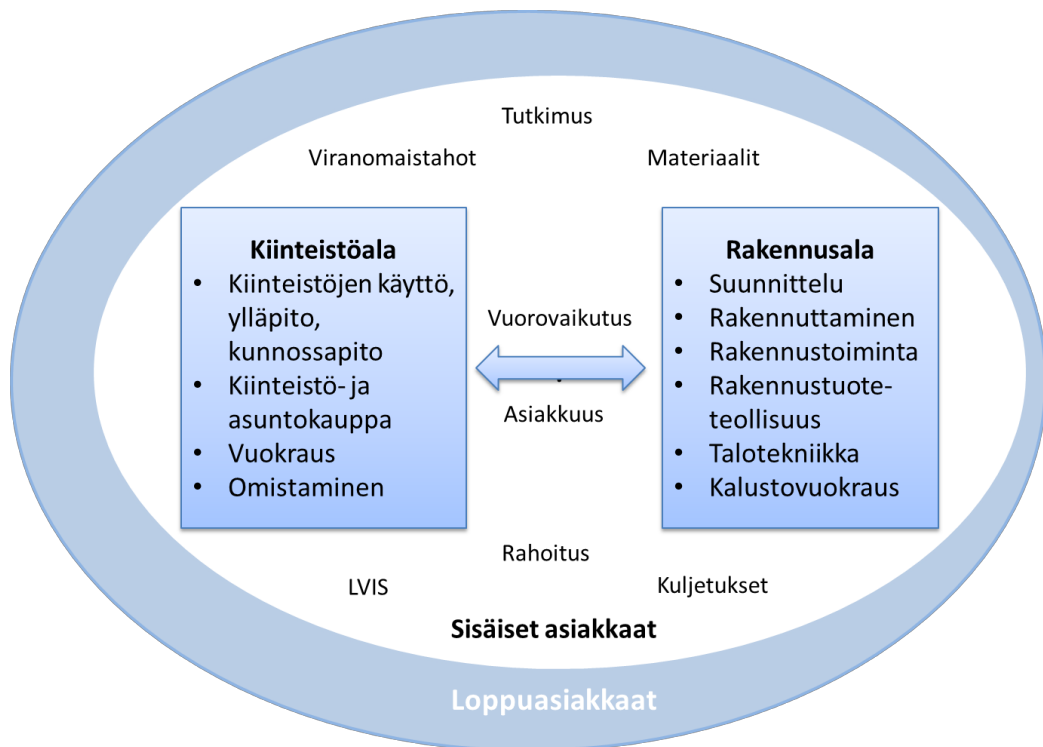 Tutkimus
Viranomaistahot
Materiaalit
Kiinteistöala
• Kiinteistöjen käyttö,
ylläpito,
kunnossapito
• Kiinteistö- ja
asuntokauppa
• Vuokraus
• Omistaminen
Vuorovaikutus
Asiakkuus
Rakennusala
• Suunnittelu
• Rakennuttaminen
• Rakennustoiminta
• Rakennustuote-
teollisuus
• Talotekniikka
• Kalustovuokraus
Rahoitus
LVIS
Kuljetukset
Sisäiset asiakkaat
Loppuasiakkaat